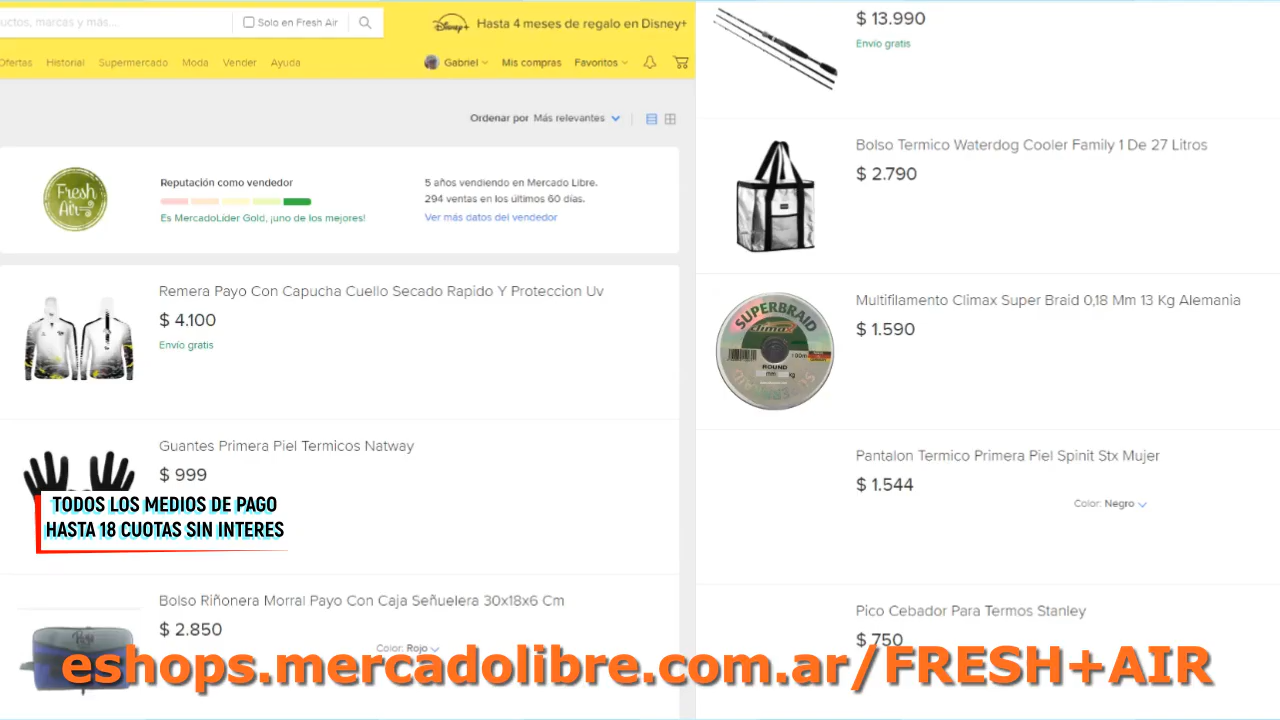 uctos, marcas y más...
Solo en Fresh Air
Disney+
Hasta 4 meses de regalo en Disney+
Ofertas
Historial
Supermercado
Moda
Vender
Ayuda
Gabriel
Mis compras
Favoritos
Ordenar por Más relevantes
Fresh
Air
Reputación como vendedor
Es MercadoLíder Gold, ¡uno de los mejores!
5 años vendiendo en Mercado Libre.
294 ventas en los últimos 60 días.
Ver más datos del vendedor
Remera Payo Con Capucha Cuello Secado Rapido Y Proteccion Uv
$ 4.100
Envío gratis
Guantes Primera Piel Termicos Natway
$ 999
TODOS LOS MEDIOS DE PAGO
HASTA 18 CUOTAS SIN INTERES
Bolso Riñonera Morral Payo Con Caja Señuelera 30x18x6 Cm
$ 2.850
Color: Rojo
$ 13.990
Envío gratis
Bolso Termico Waterdog Cooler Family 1 De 27 Litros
$ 2.790
Multifilamento Climax Super Braid 0,18 Mm 13 Kg Alemania
$ 1.590
SUPERBRAID
climax
ROUND
Pantalon Termico Primera Piel Spinit Stx Mujer
$ 1.544
Color: Negro
Pico Cebador Para Termos Stanley
$ 750
eshops.mercadolibre.com.ar/FRESH+AIR